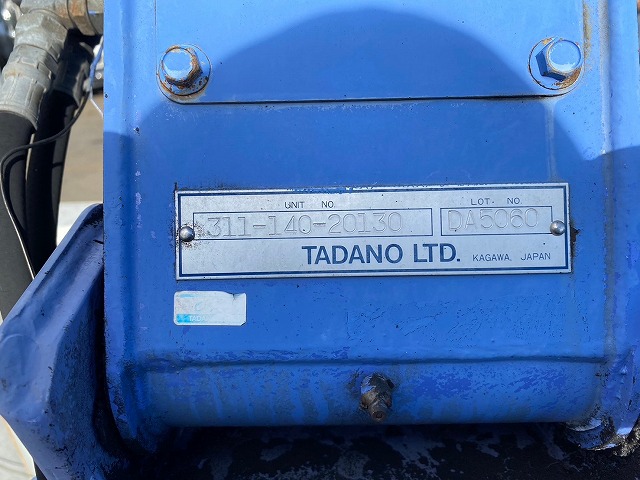 UNIT NO. LOT. NO
311-140-20130 DA5060
TADANO LTD. KAGAWA, JAPAN